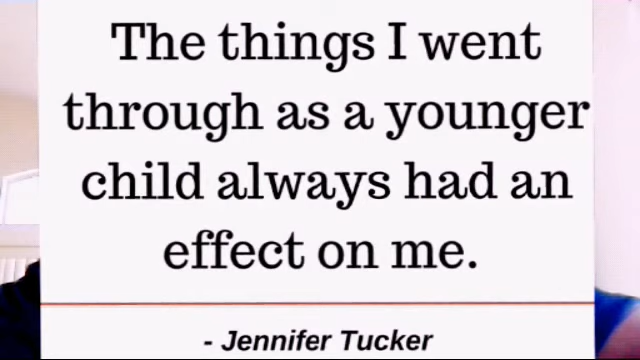 The things I went
through as a younger
child always had an
effect on me.
- Jennifer Tucker